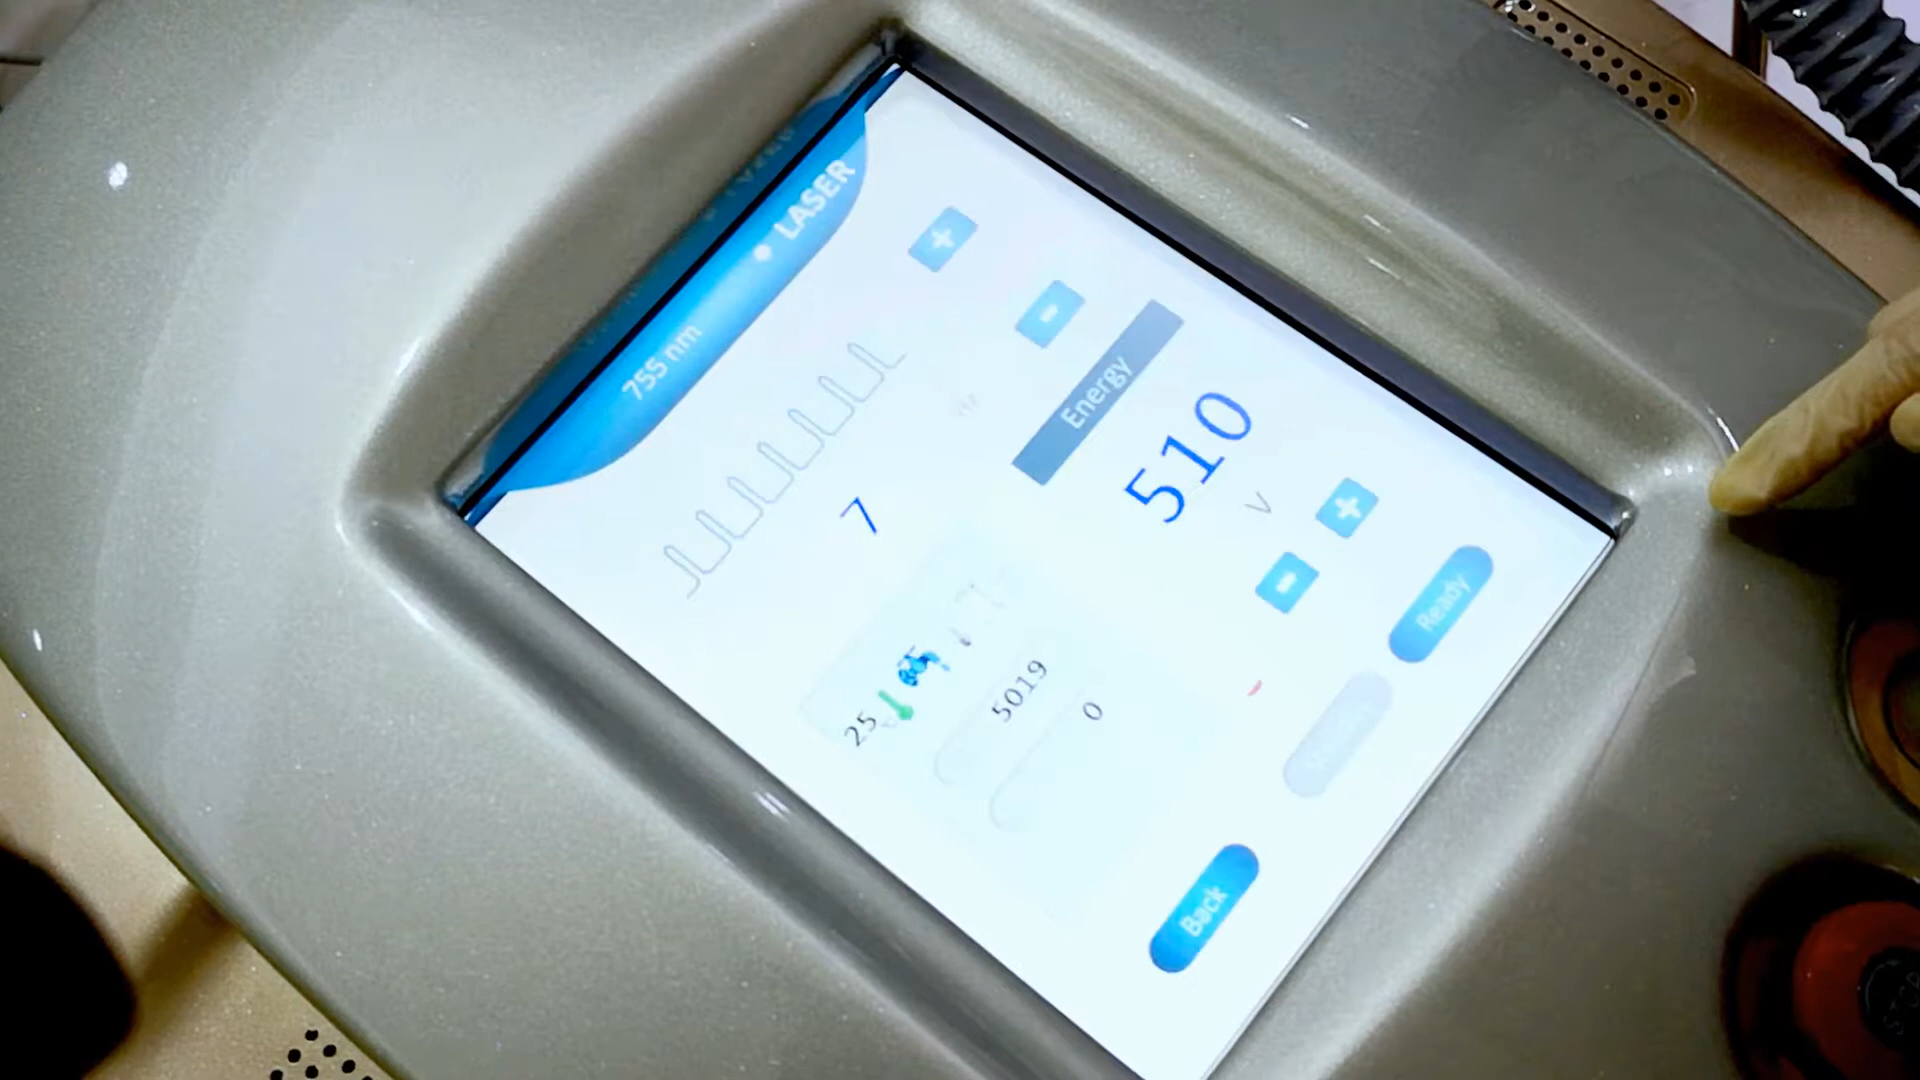 755 nm
LASER
+
-
7
Energy
510
V
-
+
25
5019
0
Ready
Back